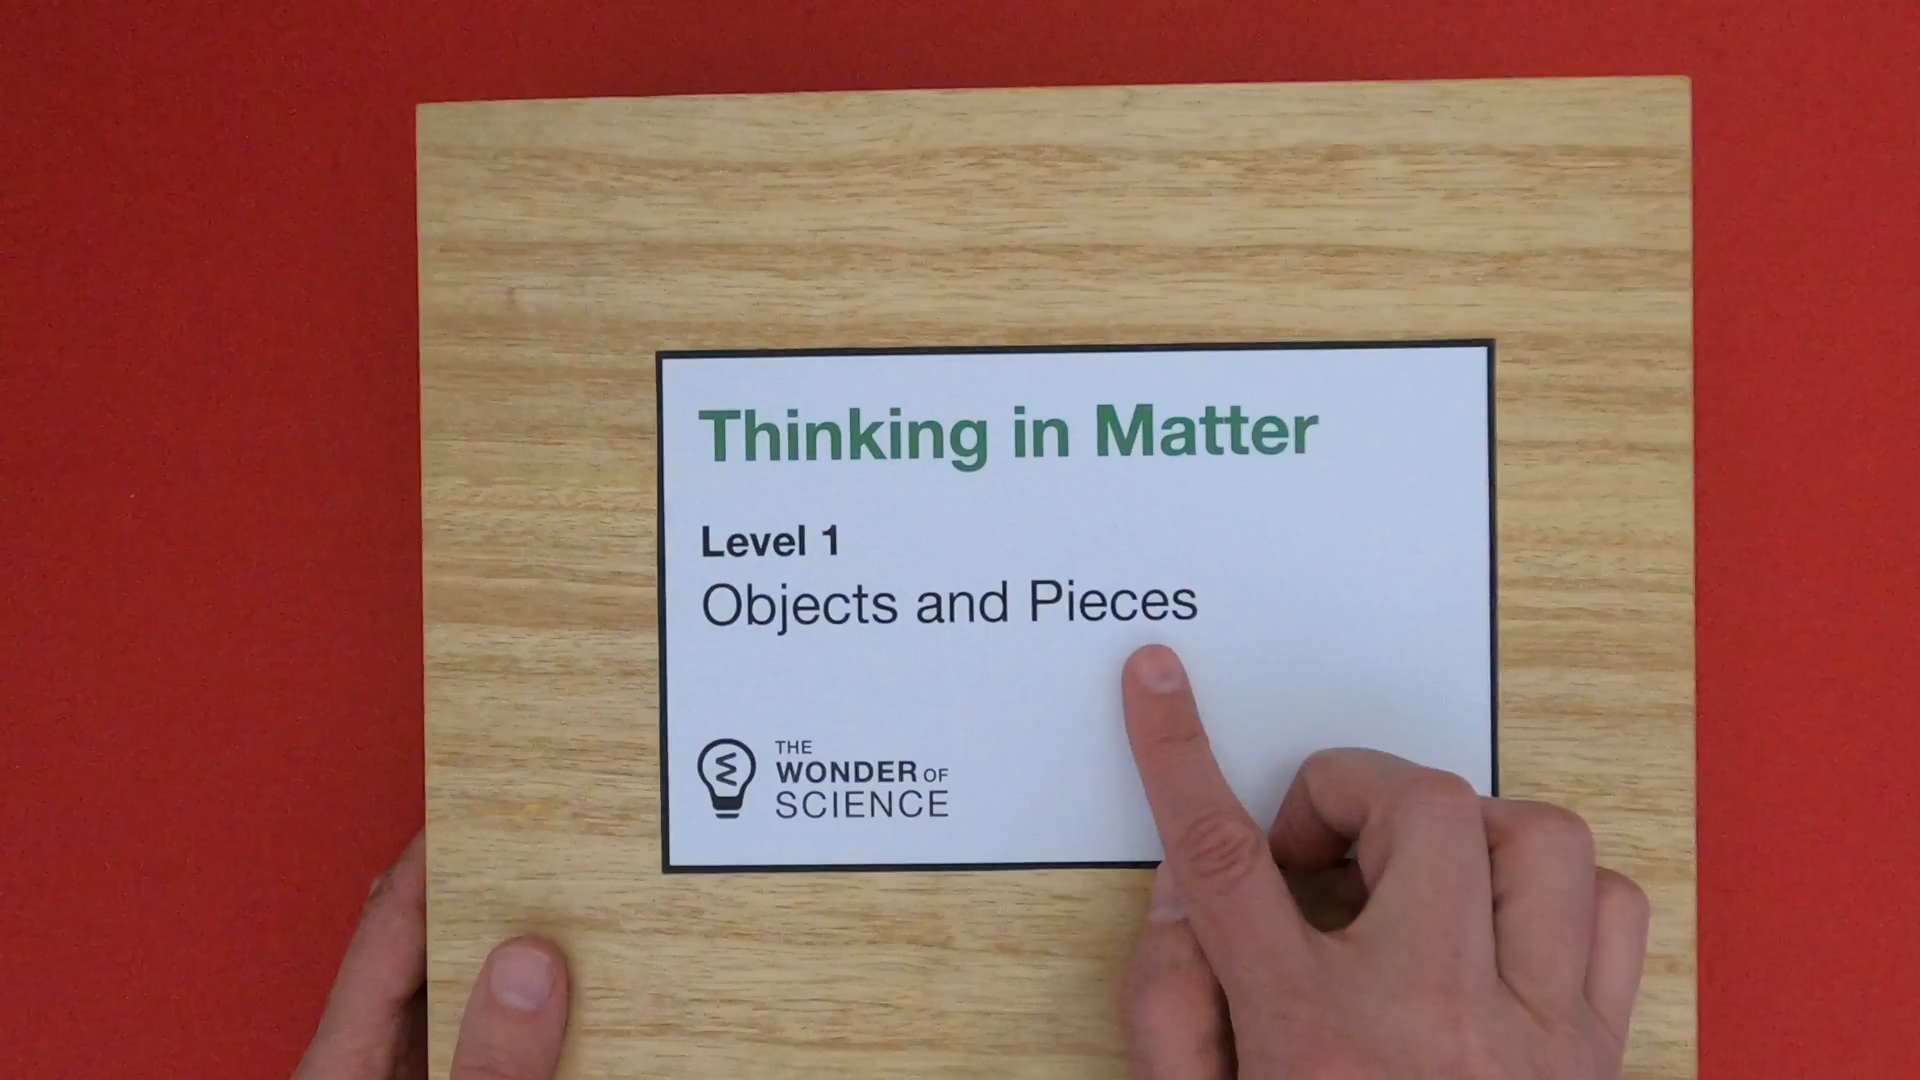 Thinking in Matter
Level 1
Objects and Pieces
THE
WONDER OF
SCIENCE